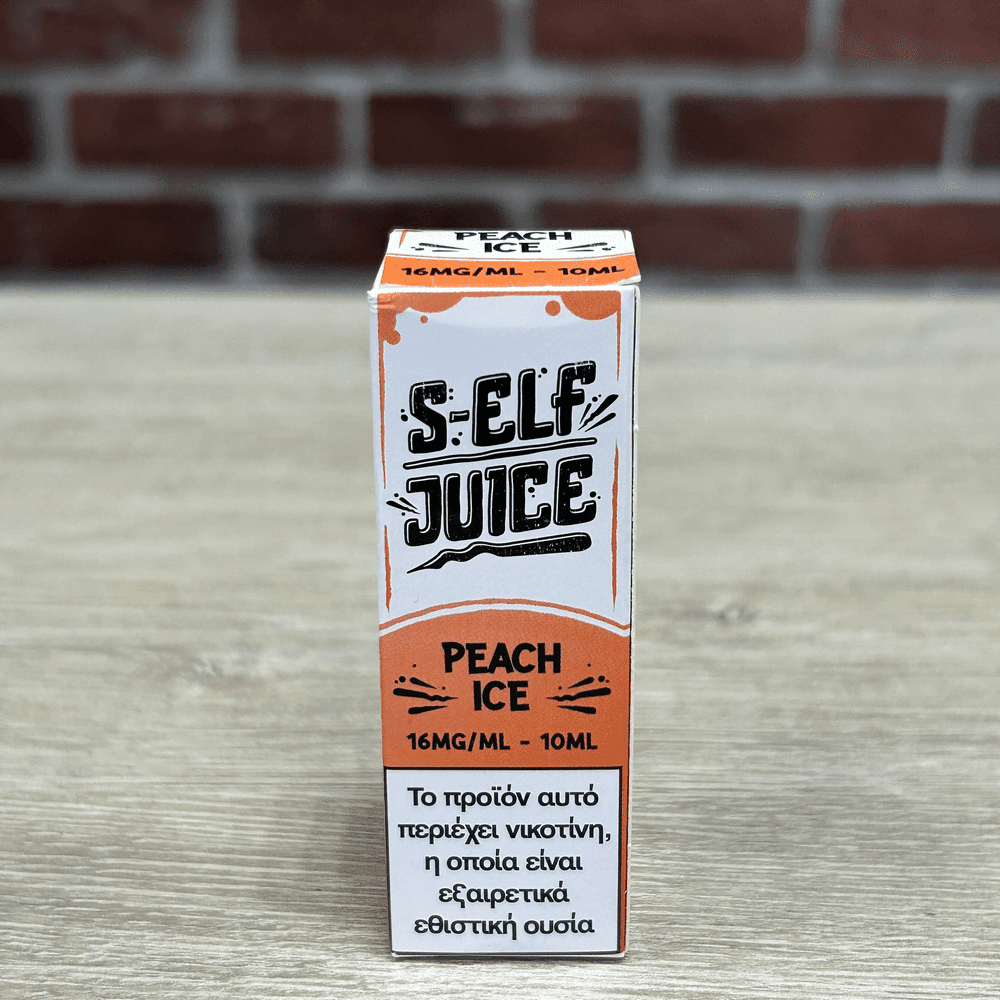 PEACH
ICE
16MG/ML - 10ML
S-ELF
JUICE
PEACH
ICE
16MG/ML - 10ML
Το προϊόν αυτό
περιέχει νικοτίνη,
η οποία είναι
εξαιρετικά
εθιστική ουσία